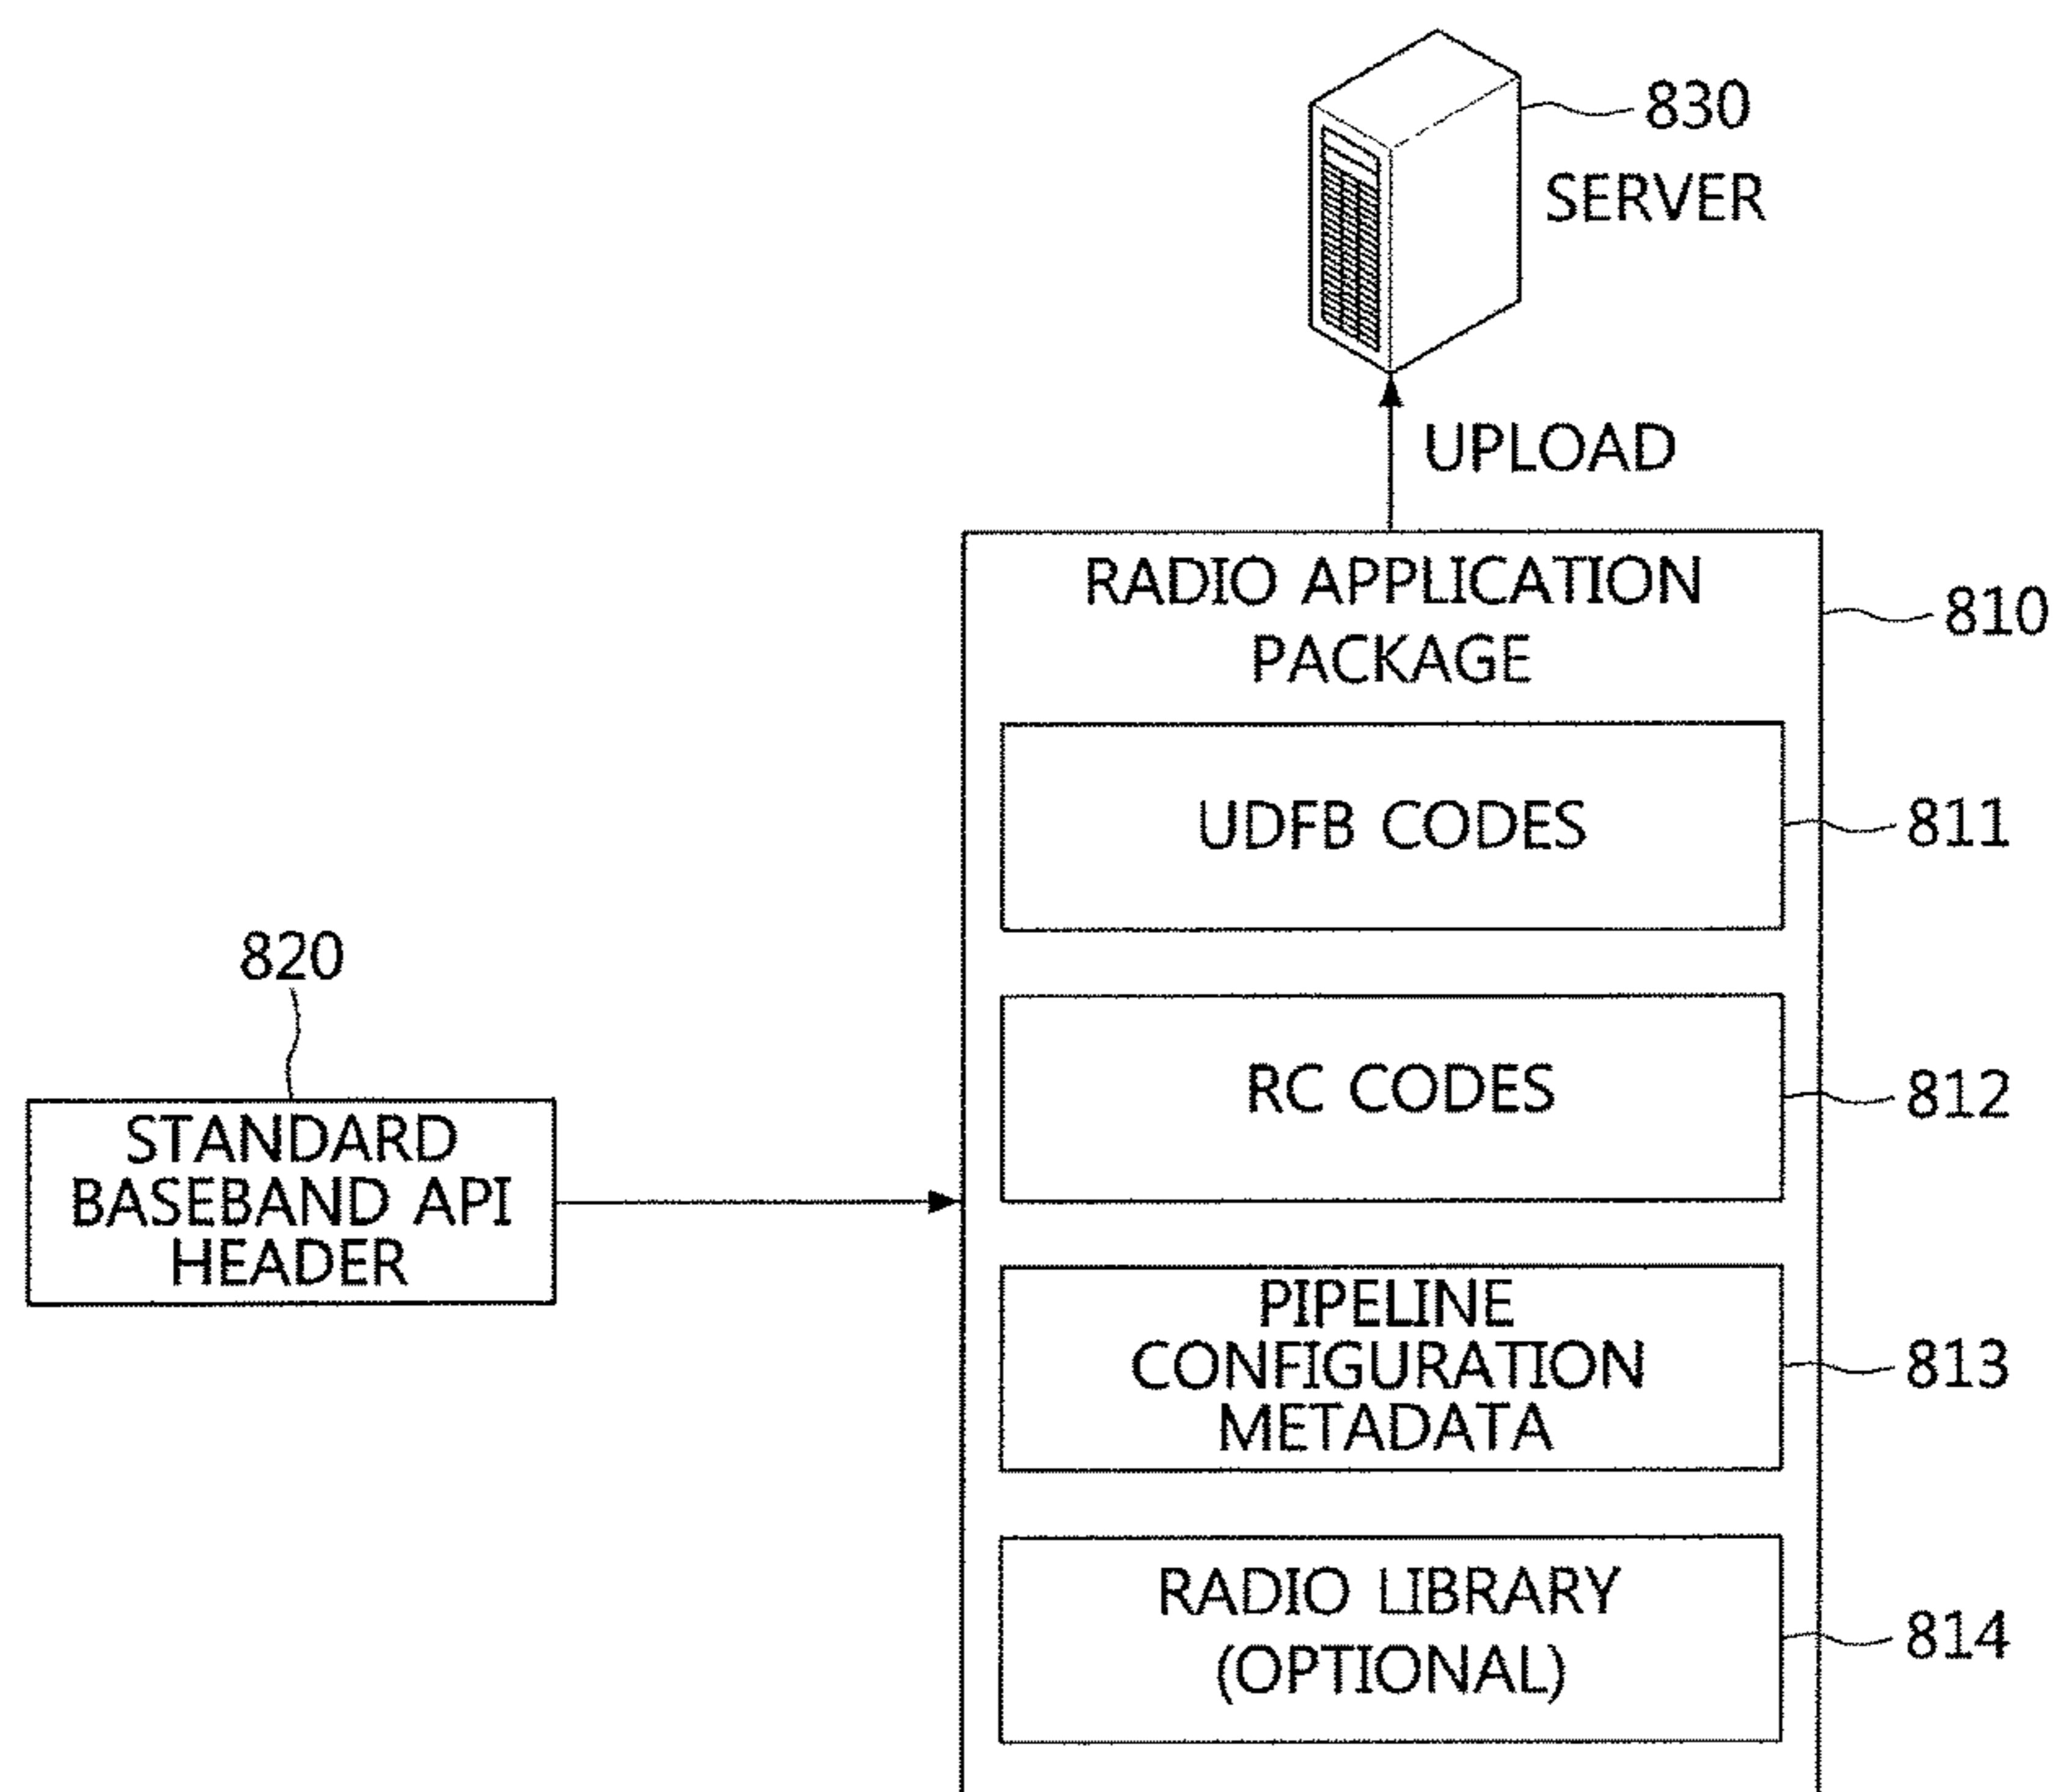 830
SERVER
UPLOAD
RADIO APPLICATION
PACKAGE
810
UDFB CODES
811
820
RC CODES
812
STANDARD
BASEBAND API
HEADER
PIPELINE
CONFIGURATION
METADATA
813
RADIO LIBRARY
(OPTIONAL)
814